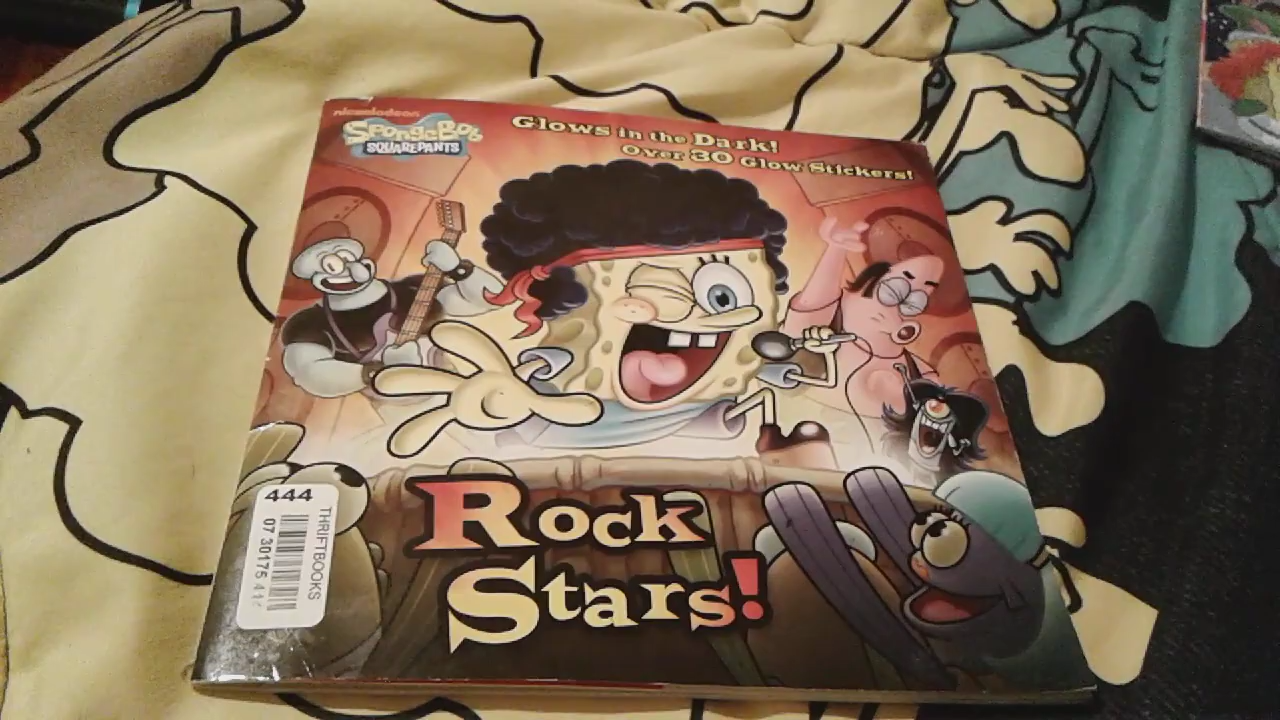 nickelodeon
SpongeBob
SQUAREPANTS
Glows in the Dark!
Over 30 Glow Stickers!
Rock
Stars!
444
THRIFTBOOKS
07 30175